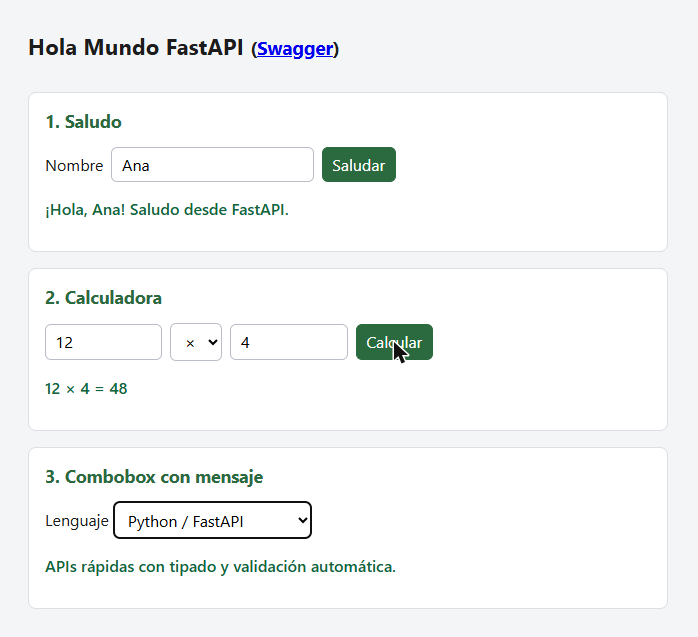 Hola Mundo FastAPI (Swagger)
1. Saludo
Nombre Ana Saludar
¡Hola, Ana! Saludo desde FastAPI.
2. Calculadora
12 × 4 Calcular
12 × 4 = 48
3. Combobox con mensaje
Lenguaje Python / FastAPI
APIs rápidas con tipado y validación automática.